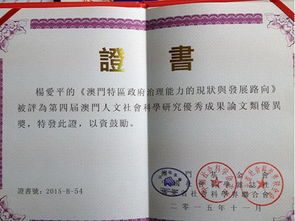 證書
楊愛平的《澳門特區政府治理能力的現狀與發展路向》
被評為第四屆澳門人文社會科學研究優秀成果論文類優異
獎，特發此證，以資鼓勵。
證書號：2015-B-54
二〇一五年十一月